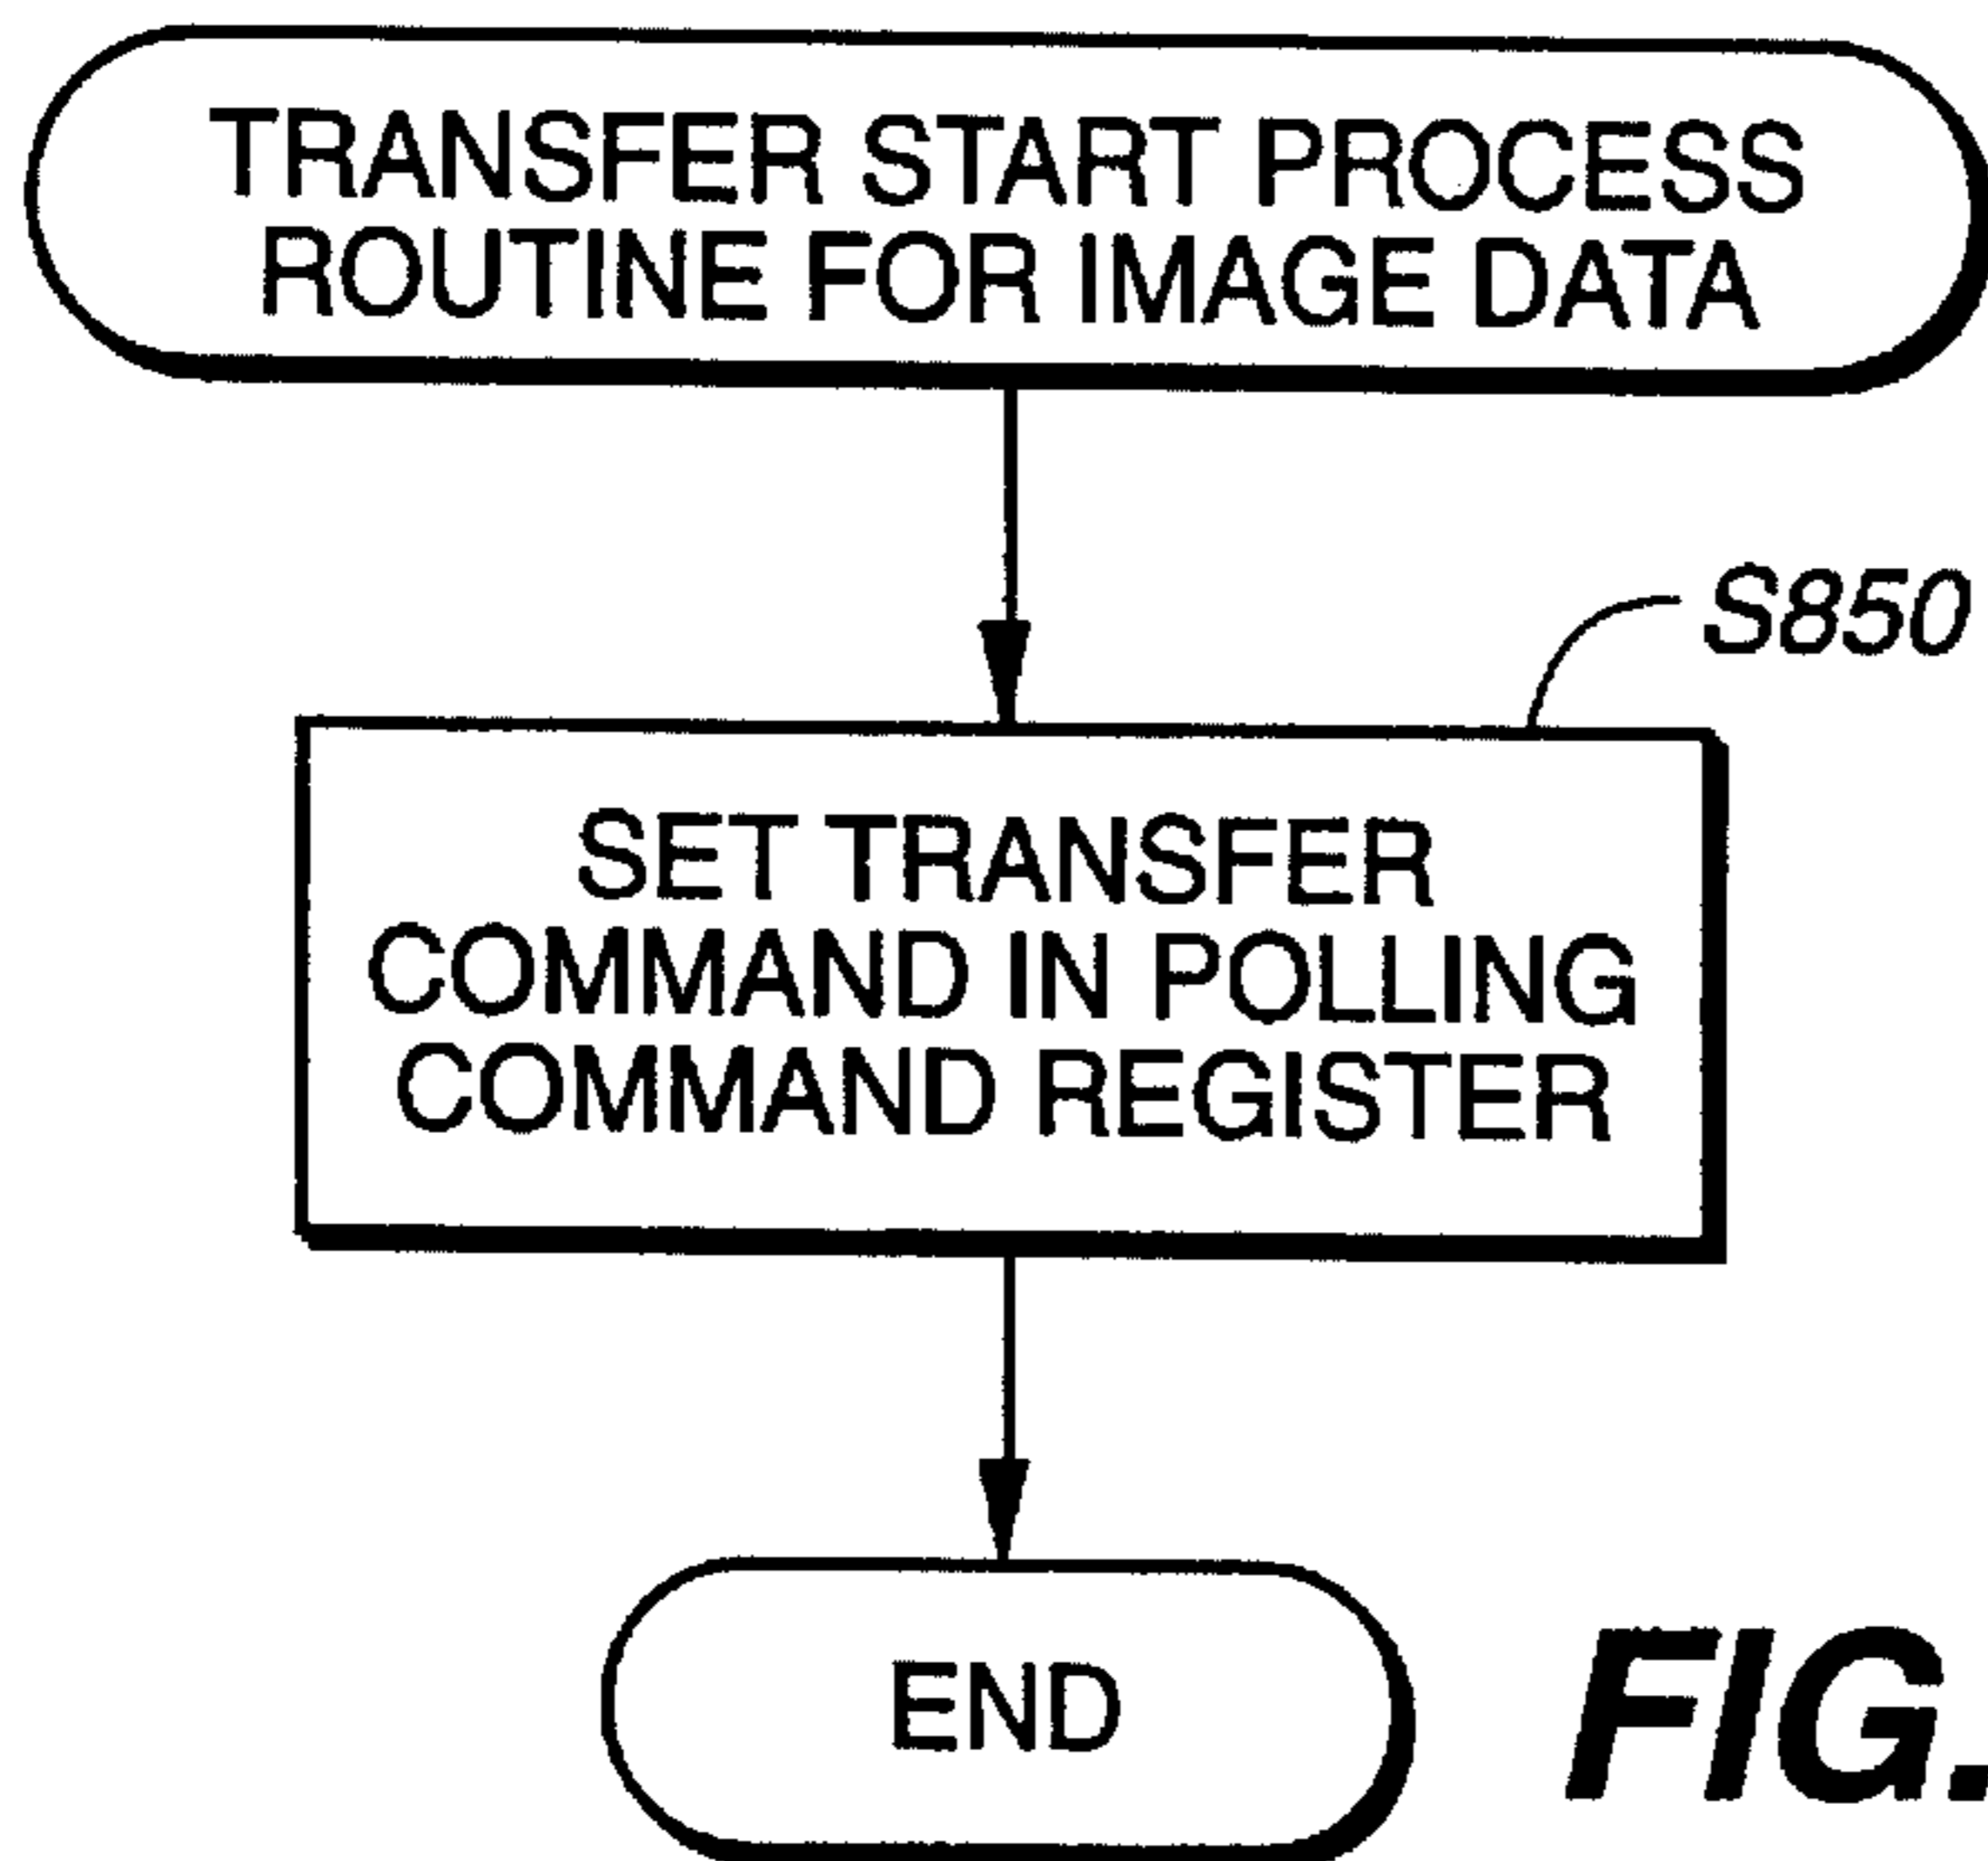 TRANSFER START PROCESS
ROUTINE FOR IMAGE DATA
S850
SET TRANSFER
COMMAND IN POLLING
COMMAND REGISTER
END
FIG.